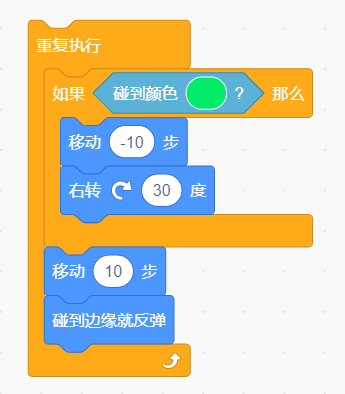 重复执行
如果 碰到颜色 ? 那么
移动 -10 步
右转 30 度
移动 10 步
碰到边缘就反弹